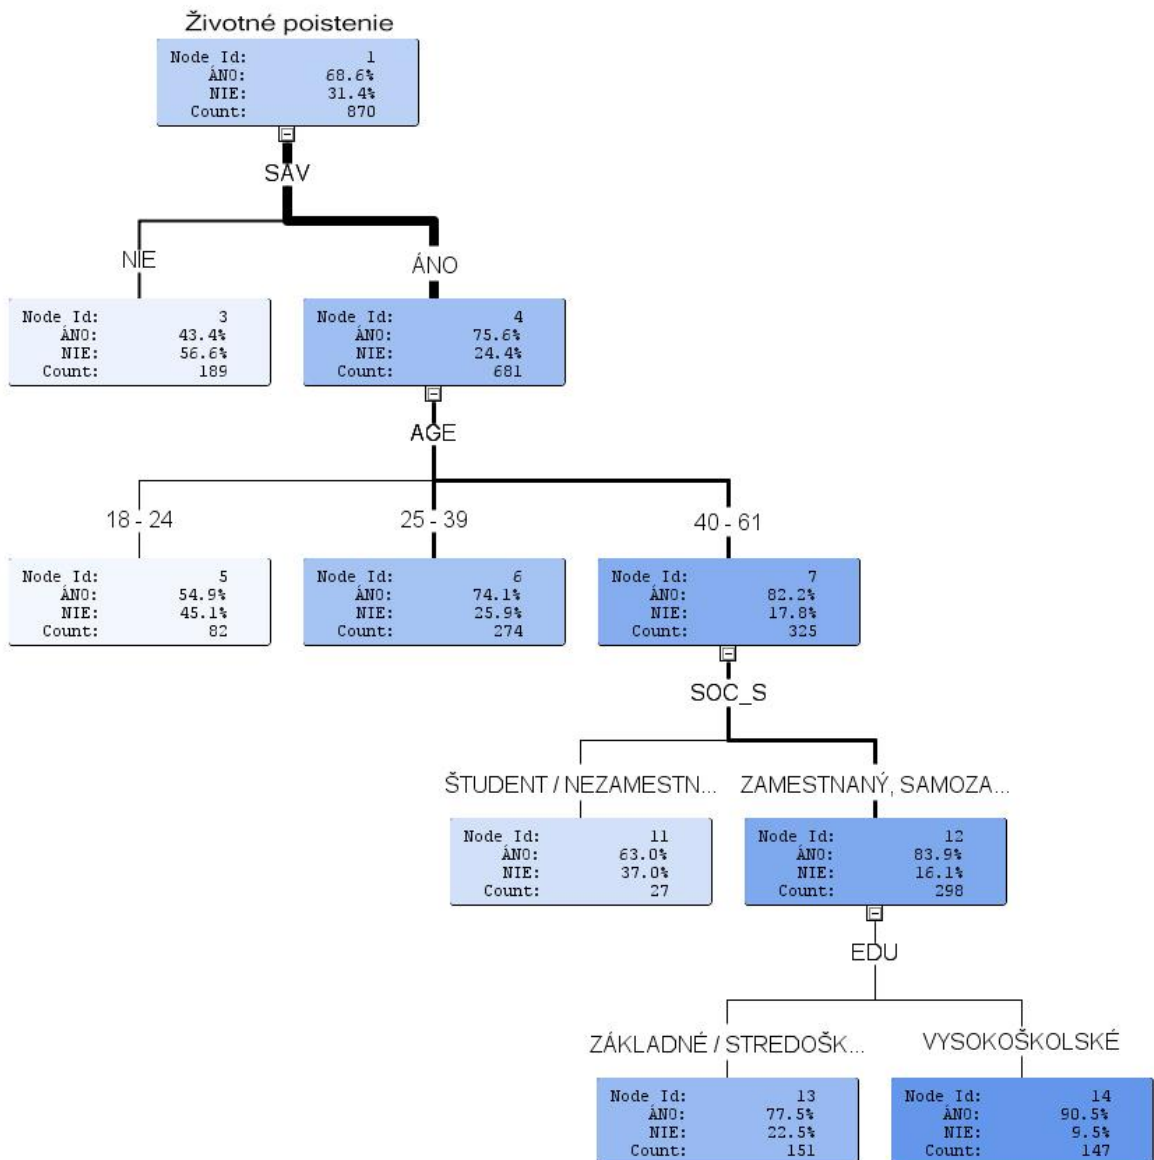 Životné poistenie
Node Id: 1
ÁNO: 68.6%
NIE: 31.4%
Count: 870
SAV
NIE
ÁNO
Node Id: 3
ÁNO: 43.4%
NIE: 56.6%
Count: 189
Node Id: 4
ÁNO: 75.6%
NIE: 24.4%
Count: 681
AGE
18 - 24
25 - 39
40 - 61
Node Id: 5
ÁNO: 54.9%
NIE: 45.1%
Count: 82
Node Id: 6
ÁNO: 74.1%
NIE: 25.9%
Count: 274
Node Id: 7
ÁNO: 82.2%
NIE: 17.8%
Count: 325
SOC_S
ŠTUDENT / NEZAMESTN...
ZAMESTNANÝ, SAMOZA...
Node Id: 11
ÁNO: 63.0%
NIE: 37.0%
Count: 27
Node Id: 12
ÁNO: 83.9%
NIE: 16.1%
Count: 298
EDU
ZÁKLADNÉ / STREDOŠK...
VYSOKOŠKOLSKÉ
Node Id: 13
ÁNO: 77.5%
NIE: 22.5%
Count: 151
Node Id: 14
ÁNO: 90.5%
NIE: 9.5%
Count: 147